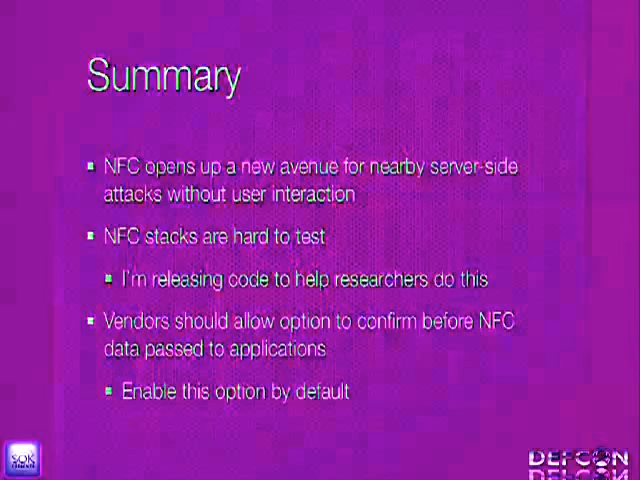 Summary
NFC opens up a new avenue for nearby server-side
attacks without user interaction
NFC stacks are hard to test
I'm releasing code to help researchers do this
Vendors should allow option to confirm before NFC
data passed to applications
Enable this option by default
SOK
DEFCON